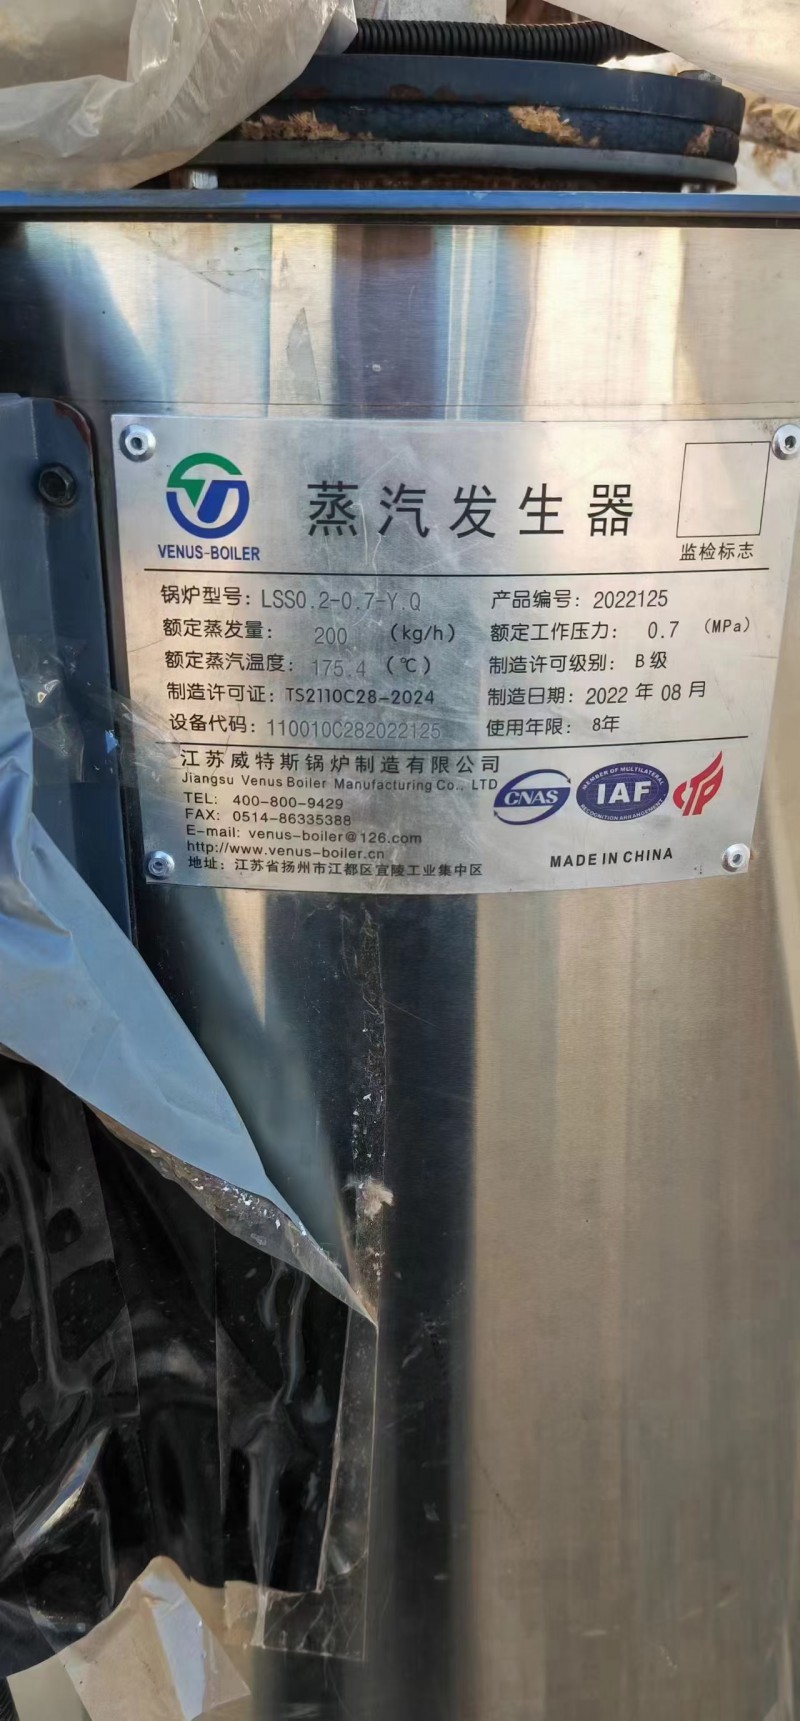 VENUS-BOILER
蒸汽发生器
监检标志
锅炉型号: LSS0.2-0.7-Y.Q 产品编号: 2022125
额定蒸发量: 200 (kg/h) 额定工作压力: 0.7 (MPa)
额定蒸汽温度: 175.4 (℃) 制造许可级别: B级
制造许可证: TS2110C28-2024 制造日期: 2022 年 08 月
设备代码: 110010C282022125 使用年限: 8年
江苏威特斯锅炉制造有限公司
Jiangsu Venus Boiler Manufacturing Co., LTD
TEL: 400-800-9429
FAX: 0514-86335388
E-mail: venus-boiler@126.com
http://www.venus-boiler.cn
地址: 江苏省扬州市江都区宜陵工业集中区
CNAS
MEMBER OF MULTILATERAL
IAF
RECOGNITION ARRANGEMENT
MADE IN CHINA